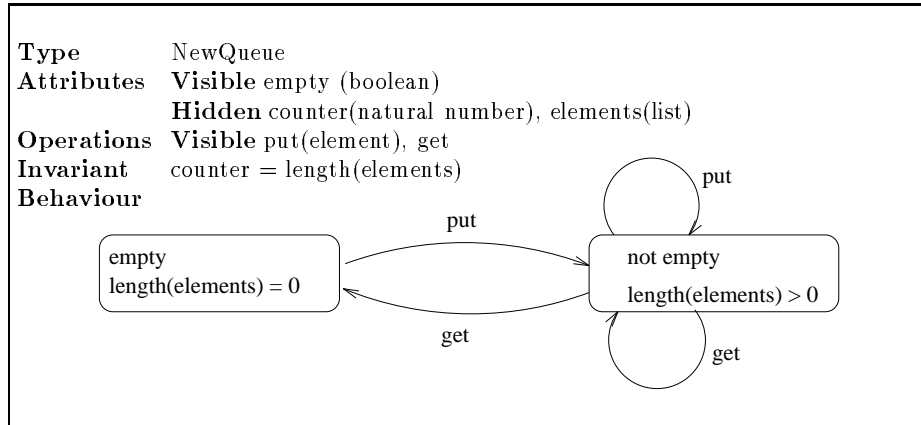 Type NewQueue
Attributes Visible empty (boolean)
Hidden counter(natural number), elements(list)
Operations Visible put(element), get
Invariant counter = length(elements)
Behaviour
put
put
empty
length(elements) = 0
not empty
length(elements) > 0
get
get